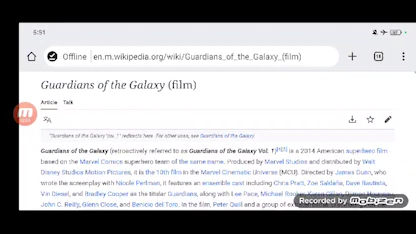 5:51
Offline en.m.wikipedia.org/wiki/Guardians_of_the_Galaxy_(film)
18
Guardians of the Galaxy (film)
Article Talk
"Guardians of the Galaxy Vol. 1" redirects here. For other uses, see Guardians of the Galaxy.
Guardians of the Galaxy (retroactively referred to as Guardians of the Galaxy Vol. 1)[4][5] is a 2014 American superhero film
based on the Marvel Comics superhero team of the same name. Produced by Marvel Studios and distributed by Walt
Disney Studios Motion Pictures, it is the 10th film in the Marvel Cinematic Universe (MCU). Directed by James Gunn, who
wrote the screenplay with Nicole Perlman, it features an ensemble cast including Chris Pratt, Zoe Saldaña, Dave Bautista,
Vin Diesel, and Bradley Cooper as the titular Guardians, along with Lee Pace, Michael
John C. Reilly, Glenn Close, and Benicio del Toro. In the film, Peter Quill and a group of
Recorded by mobizen